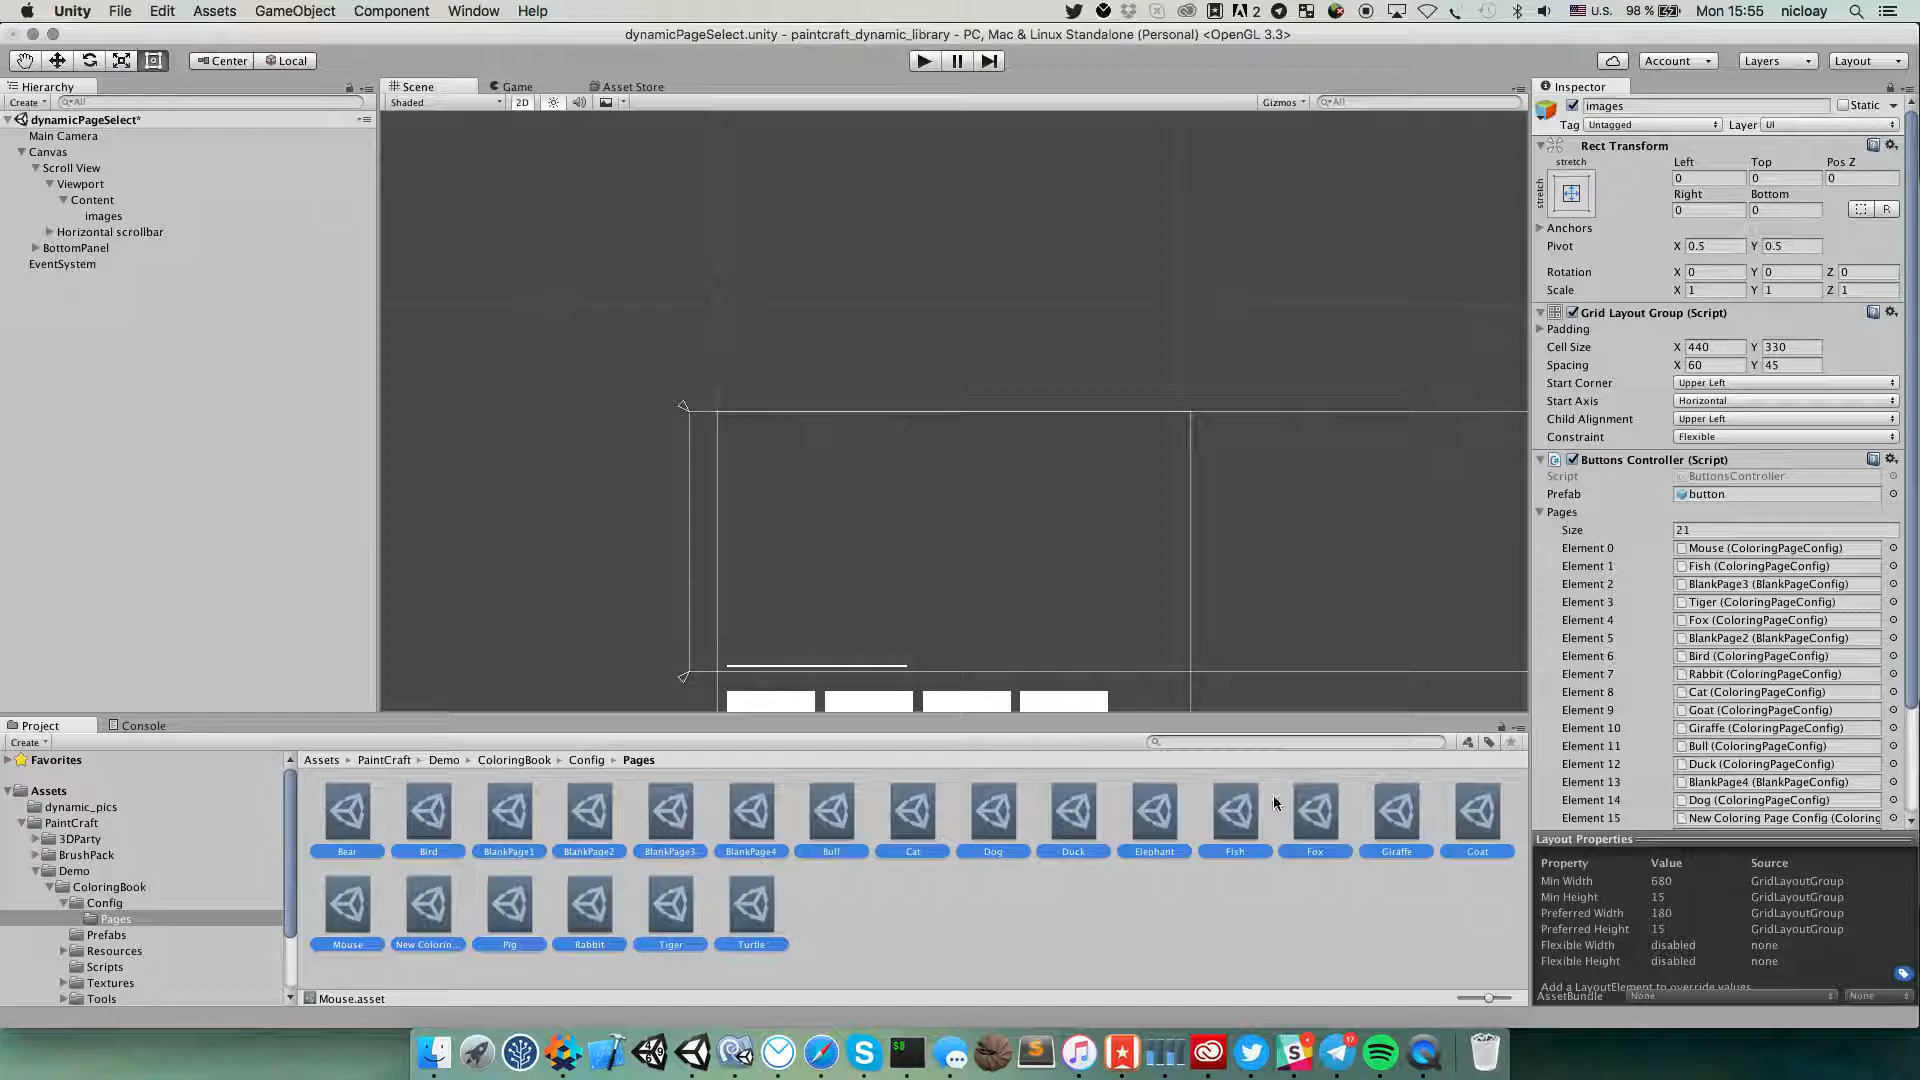 Unity File Edit Assets GameObject Component Window Help 2 U.S. 98 % Mon 15:55 nicloay
dynamicPageSelect.unity - paintcraft_dynamic_library - PC, Mac & Linux Standalone (Personal) <OpenGL 3.3>
Center Local Account Layers Layout
Hierarchy
Create All
dynamicPageSelect*
Main Camera
Canvas
Scroll View
Viewport
Content
images
Horizontal scrollbar
BottomPanel
EventSystem
Scene Game Asset Store
Shaded 2D Gizmos All
Inspector
images Static
Tag Untagged Layer UI
Rect Transform
stretch Left Top Pos Z
stretch
0 0 0
Right Bottom
0 0 R
Anchors
Pivot X 0.5 Y 0.5
Rotation X 0 Y 0 Z 0
Scale X 1 Y 1 Z 1
Grid Layout Group (Script)
Padding
Cell Size X 440 Y 330
Spacing X 60 Y 45
Start Corner Upper Left
Start Axis Horizontal
Child Alignment Upper Left
Constraint Flexible
Buttons Controller (Script)
Script ButtonsController
Prefab button
Pages
Size 21
Element 0 Mouse (ColoringPageConfig)
Element 1 Fish (ColoringPageConfig)
Element 2 BlankPage3 (BlankPageConfig)
Element 3 Tiger (ColoringPageConfig)
Element 4 Fox (ColoringPageConfig)
Element 5 BlankPage2 (BlankPageConfig)
Element 6 Bird (ColoringPageConfig)
Element 7 Rabbit (ColoringPageConfig)
Element 8 Cat (ColoringPageConfig)
Element 9 Goat (ColoringPageConfig)
Element 10 Giraffe (ColoringPageConfig)
Element 11 Bull (ColoringPageConfig)
Element 12 Duck (ColoringPageConfig)
Element 13 BlankPage4 (BlankPageConfig)
Element 14 Dog (ColoringPageConfig)
Element 15 New Coloring Page Config (Coloring
Layout Properties
Property Value Source
Min Width 680 GridLayoutGroup
Min Height 15 GridLayoutGroup
Preferred Width 180 GridLayoutGroup
Preferred Height 15 GridLayoutGroup
Flexible Width disabled none
Flexible Height disabled none
Add a LayoutElement to override values
AssetBundle None None
Project Console
Create
Favorites
Assets
dynamic_pics
PaintCraft
3DParty
BrushPack
Demo
ColoringBook
Config
Pages
Prefabs
Resources
Scripts
Textures
Tools
Assets PaintCraft Demo ColoringBook Config Pages
Bear Bird BlankPage1 BlankPage2 BlankPage3 BlankPage4 Bull Cat Dog Duck Elephant Fish Fox Giraffe Goat
Mouse New Colorin... Pig Rabbit Tiger Turtle
Mouse.asset
17